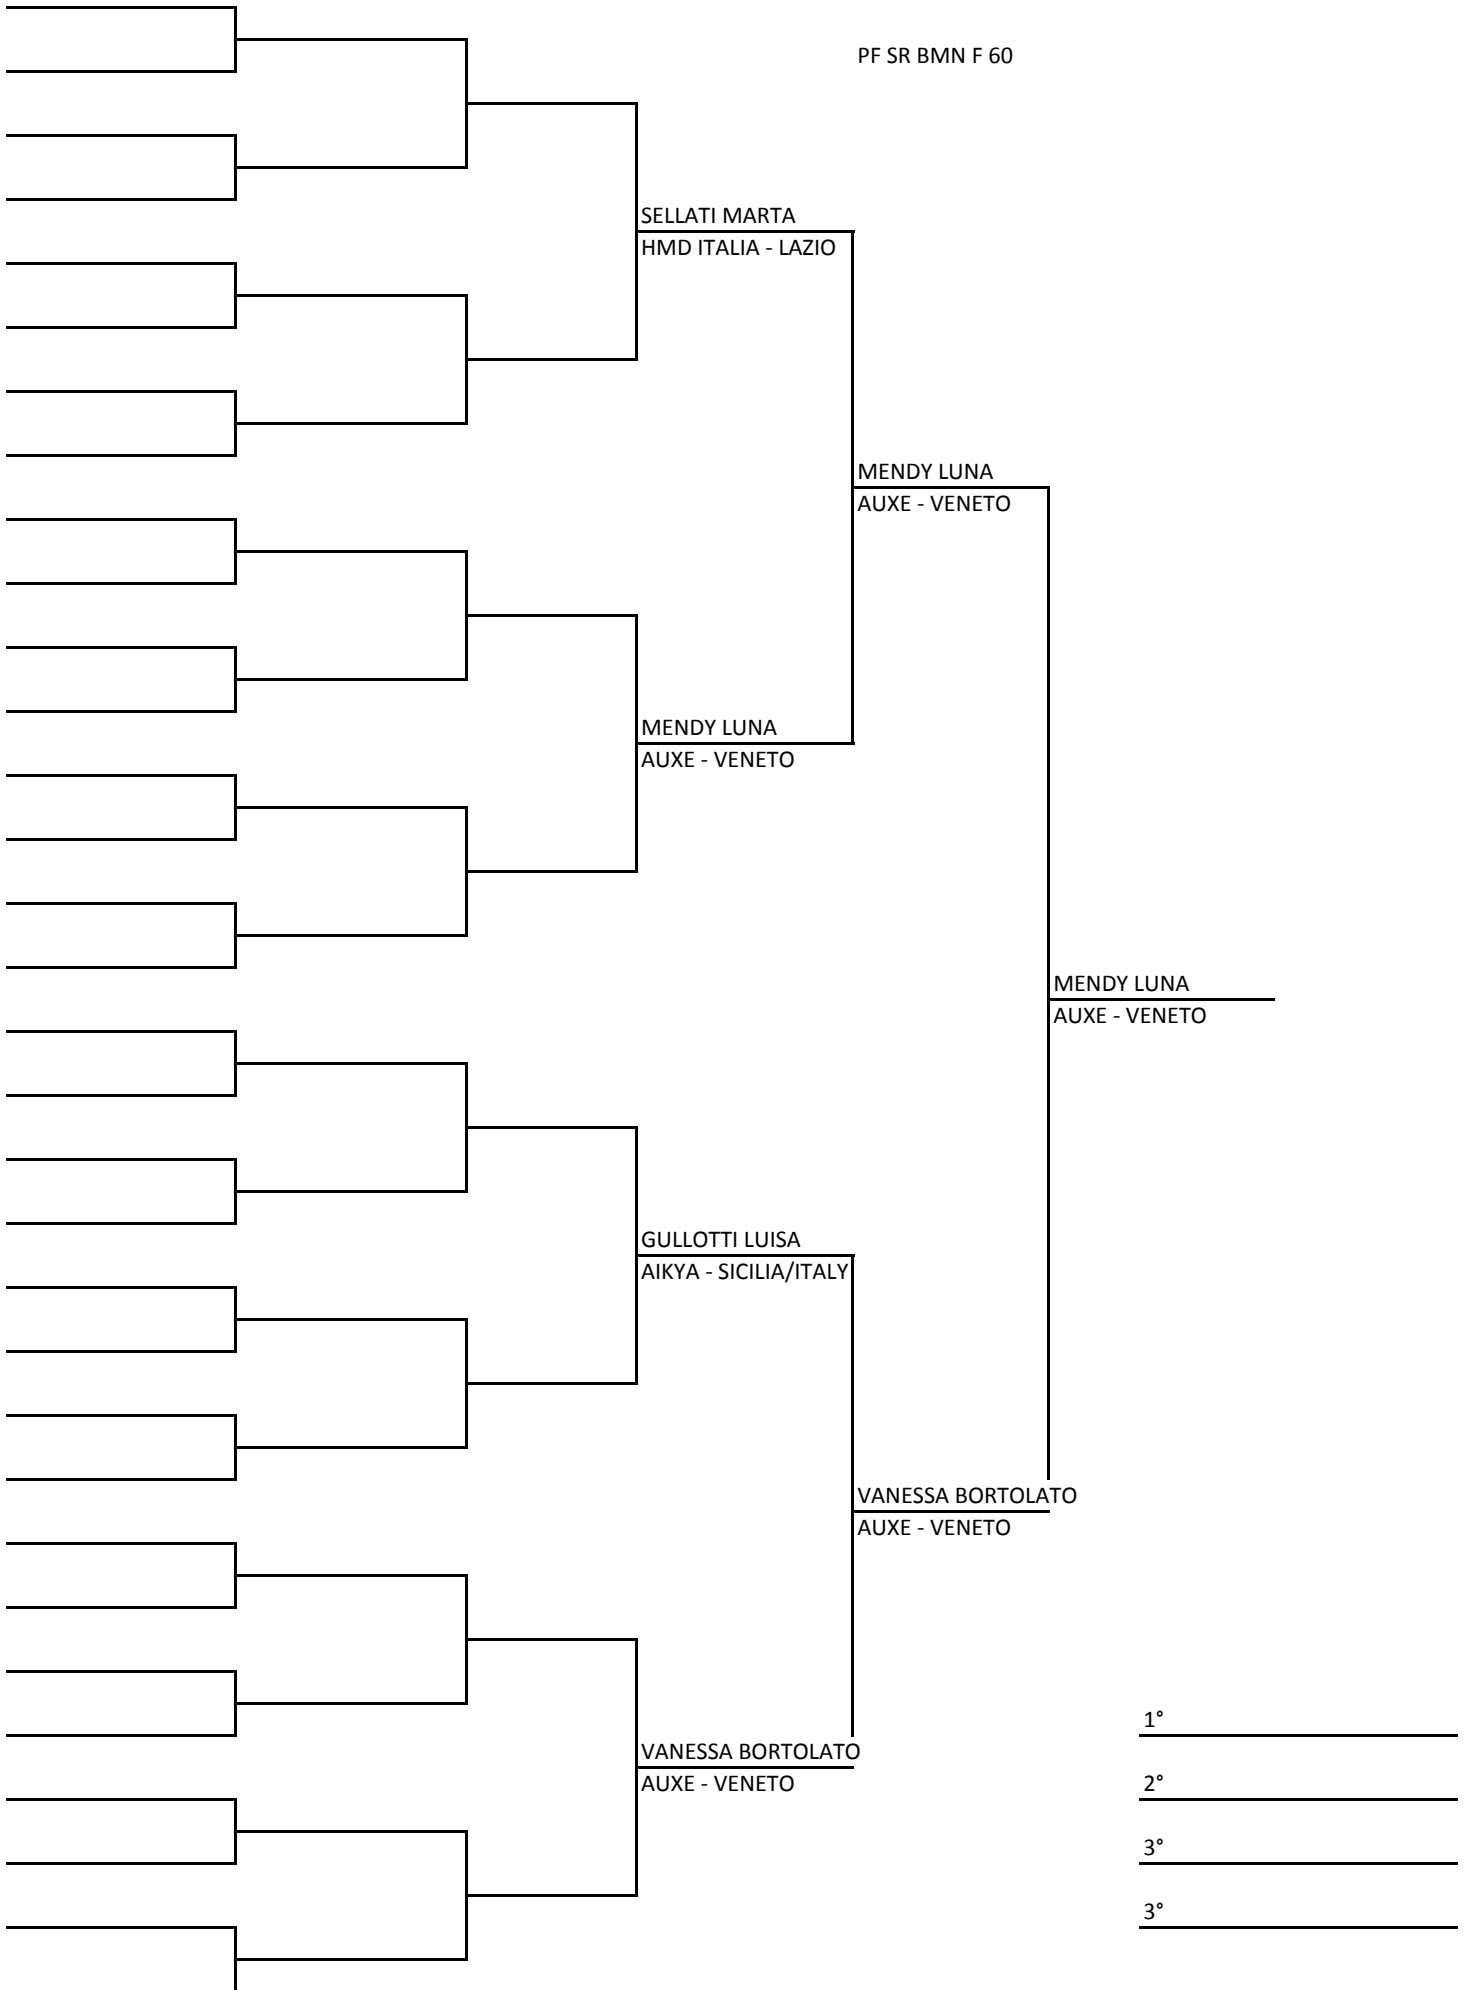 PF SR BMN F 60
SELLATI MARTA
HMD ITALIA - LAZIO
MENDY LUNA
AUXE - VENETO
MENDY LUNA
AUXE - VENETO
MENDY LUNA
AUXE - VENETO
GULLOTTI LUISA
AIKYA - SICILIA/ITALY
VANESSA BORTOLATO
AUXE - VENETO
1°
VANESSA BORTOLATO
AUXE - VENETO
2°
3°
3°